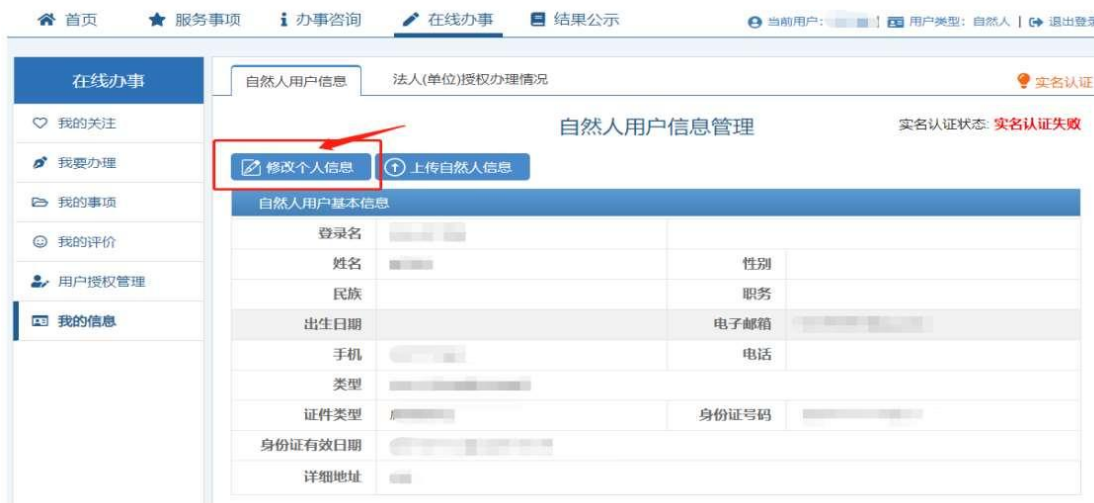 首页 服务事项 办事咨询 在线办事 结果公示 当前用户: 用户类型: 自然人 | 退出登录
在线办事
我的关注
我要办理
我的事项
我的评价
用户授权管理
我的信息
自然人用户信息 法人(单位)授权办理情况 实名认证
自然人用户信息管理 实名认证状态: 实名认证失败
修改个人信息 上传自然人信息
自然人用户基本信息
登录名
姓名 性别
民族 职务
出生日期 电子邮箱
手机 电话
类型
证件类型 身份证号码
身份证有效日期
详细地址